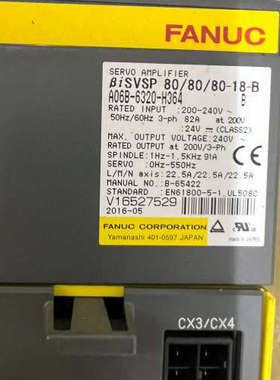 FANUC
SERVO AMPLIFIER
βiSVSP 80/80/80-18-B
A06B-6320-H364 B
RATED INPUT : 200-240V~
50Hz/60Hz 3-ph 82A at 200V
: 24V ⎓ (CLASS2)
MAX. OUTPUT VOLTAGE: 240V~
RATED OUTPUT at 200V/3-Ph
SPINDLE: 1Hz-1.5KHz 91A
SERVO : 0Hz-550Hz
L/M/N axis: 22.5A/22.5A/22.5A
MANUAL : B-65422
STANDARD : EN61800-5-1,UL508C
V16527529
2016-05
FANUC CORPORATION
Yamanashi 401-0597 JAPAN
CX3/CX4